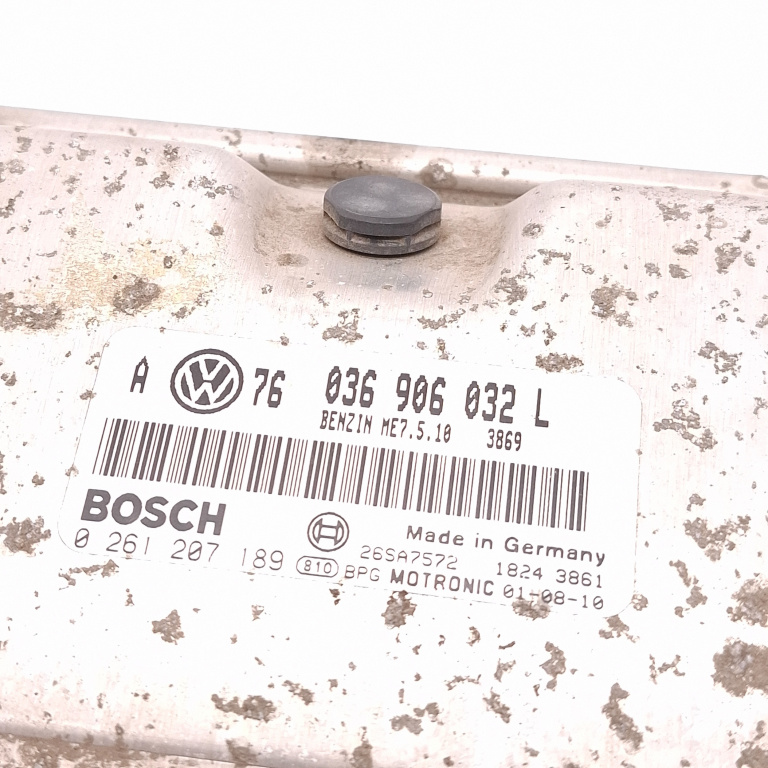 A VW 76 036 906 032 L
BENZIN ME7.5.10 3869
BOSCH
Made in Germany
0 261 207 189
26SA7572 1824 3861
810 BPG MOTRONIC 01-08-10